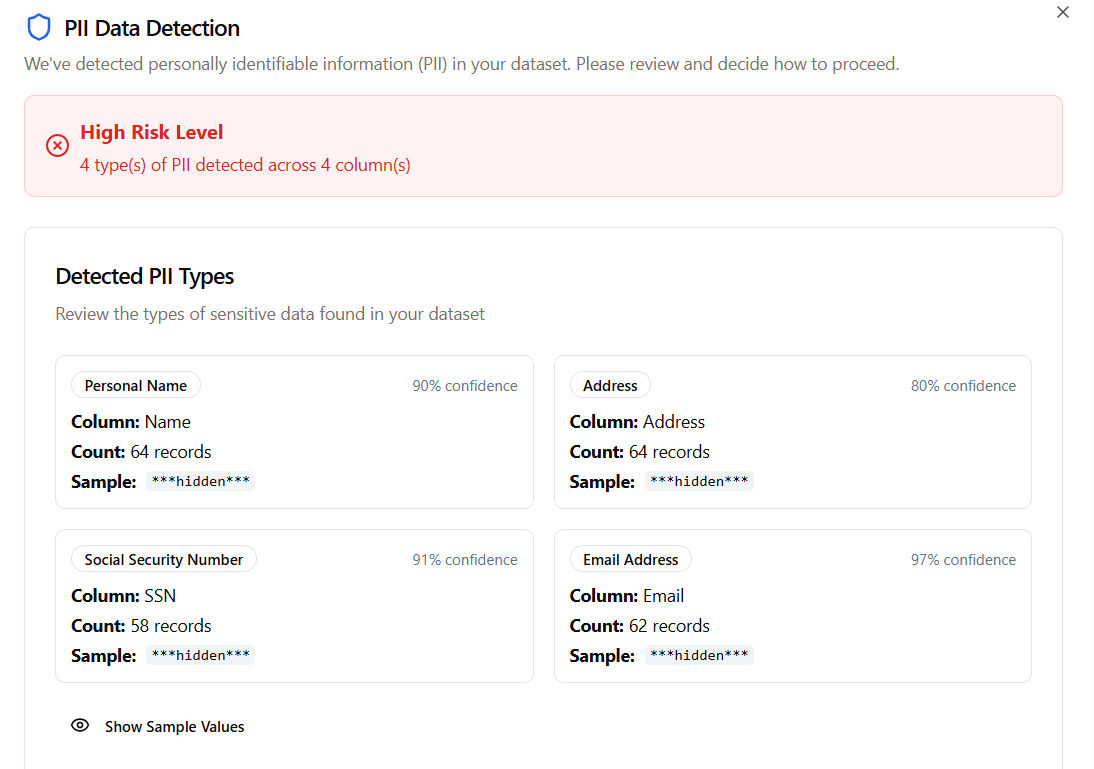 PII Data Detection
We've detected personally identifiable information (PII) in your dataset. Please review and decide how to proceed.
High Risk Level
4 type(s) of PII detected across 4 column(s)
Detected PII Types
Review the types of sensitive data found in your dataset
Personal Name
90% confidence
Column: Name
Count: 64 records
Sample: ***hidden***
Address
80% confidence
Column: Address
Count: 64 records
Sample: ***hidden***
Social Security Number
91% confidence
Column: SSN
Count: 58 records
Sample: ***hidden***
Email Address
97% confidence
Column: Email
Count: 62 records
Sample: ***hidden***
Show Sample Values